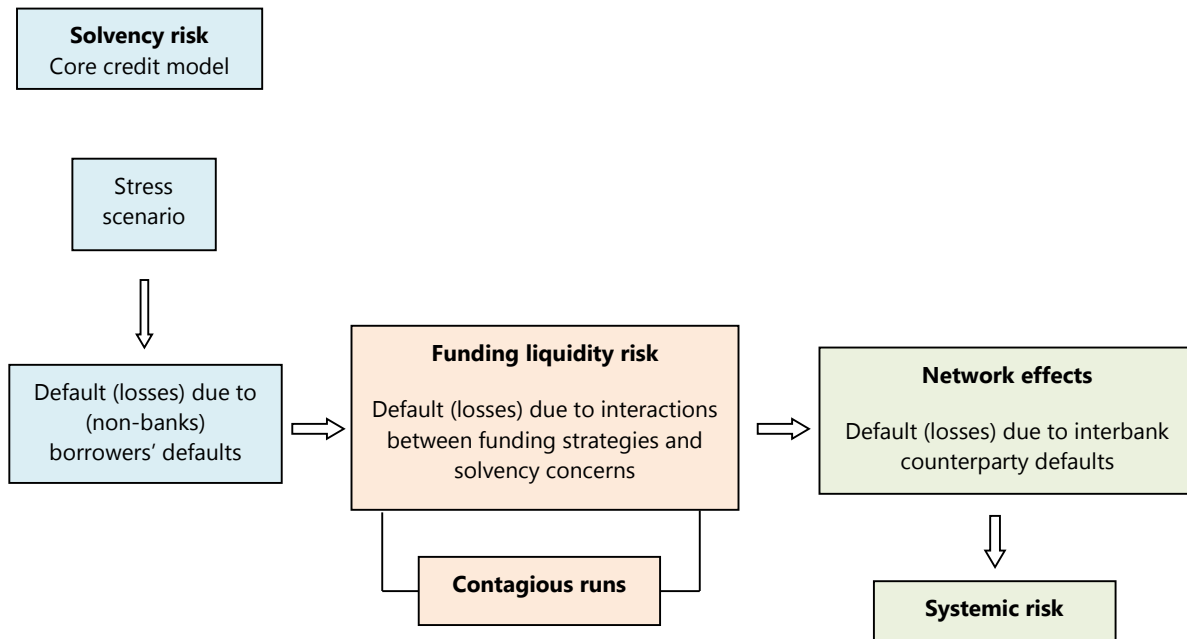 Solvency risk
Core credit model
Stress
scenario
Default (losses) due to
(non-banks)
borrowers’ defaults
Funding liquidity risk
Default (losses) due to interactions
between funding strategies and
solvency concerns
Contagious runs
Network effects
Default (losses) due to interbank
counterparty defaults
Systemic risk